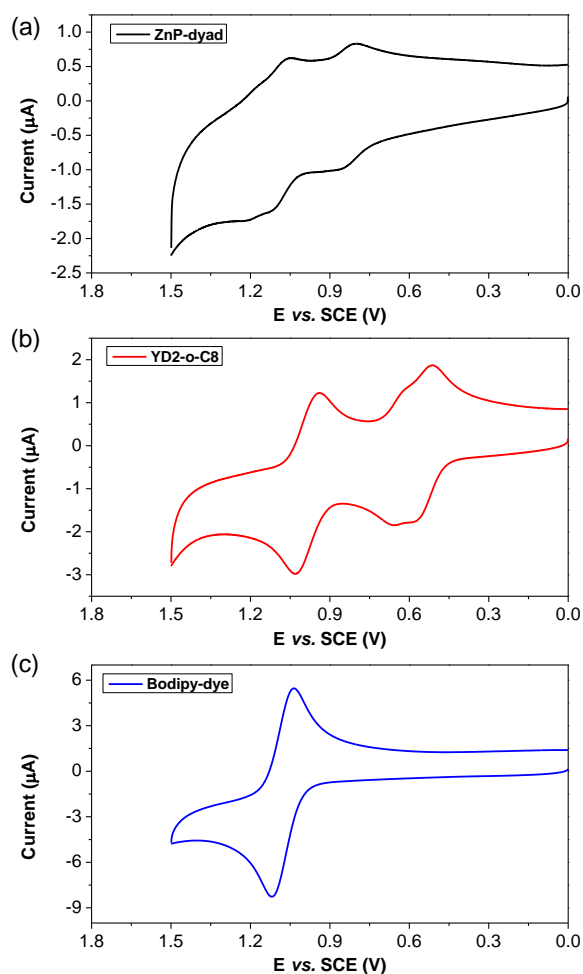 (a)
ZnP-dyad
Current (µA)
1.0
0.5
0.0
-0.5
-1.0
-1.5
-2.0
-2.5
1.8 1.5 1.2 0.9 0.6 0.3 0.0
E vs. SCE (V)
(b)
YD2-o-C8
Current (µA)
2
1
0
-1
-2
-3
1.8 1.5 1.2 0.9 0.6 0.3 0.0
E vs. SCE (V)
(c)
Bodipy-dye
Current (µA)
6
3
0
-3
-6
-9
1.8 1.5 1.2 0.9 0.6 0.3 0.0
E vs. SCE (V)